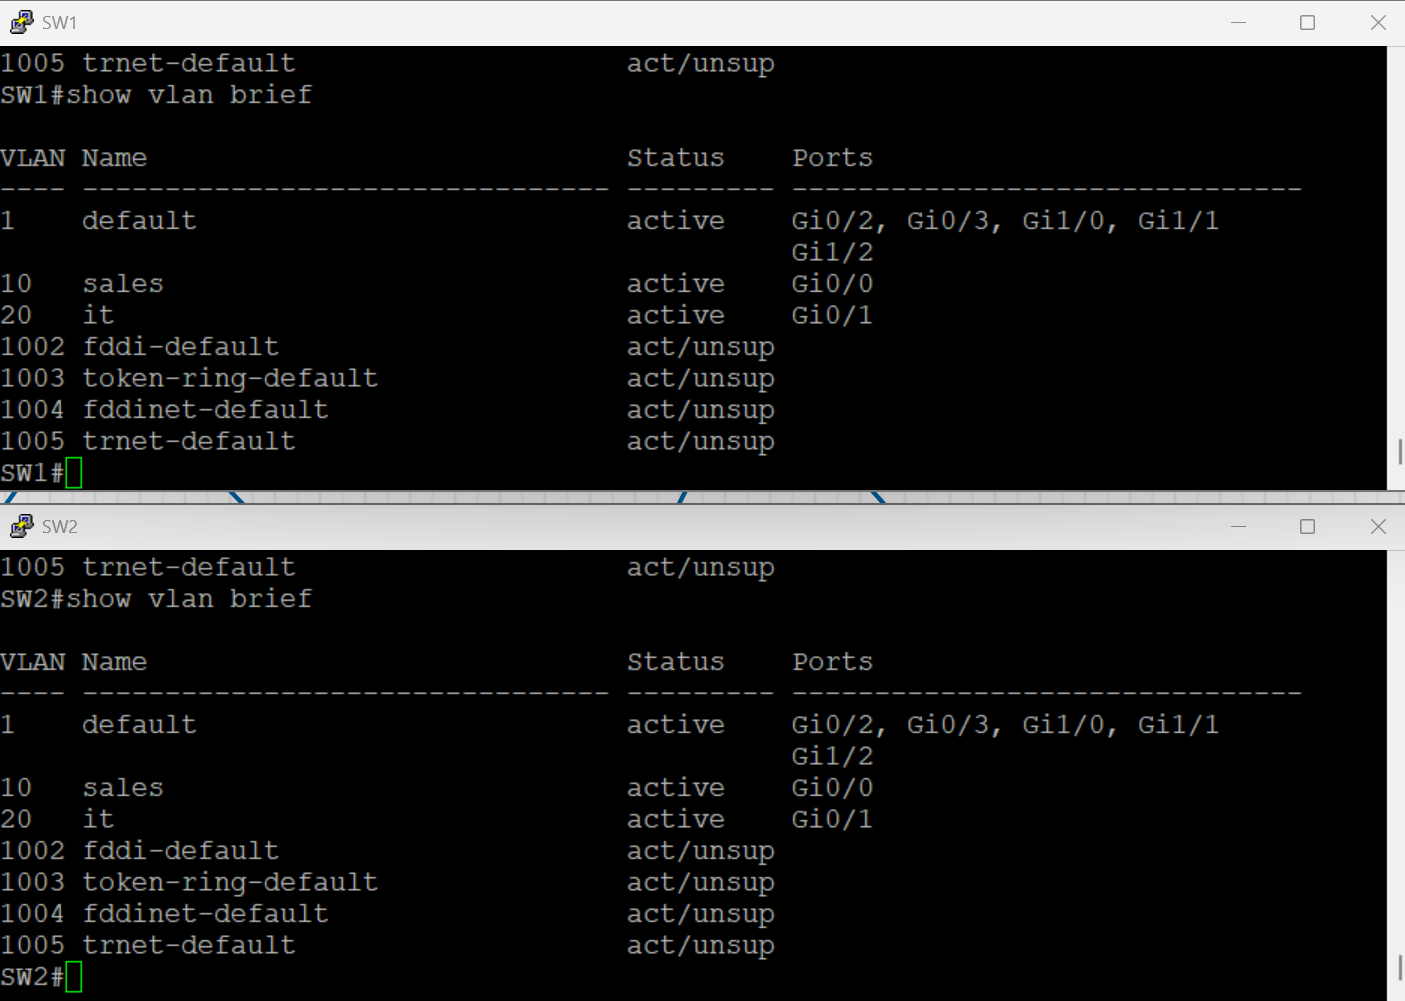 SW1
1005 trnet-default                    act/unsup
SW1#show vlan brief
VLAN Name                             Status    Ports
---- -------------------------------- --------- -------------------------------
1    default                          active    Gi0/2, Gi0/3, Gi1/0, Gi1/1
                                                Gi1/2
10   sales                            active    Gi0/0
20   it                               active    Gi0/1
1002 fddi-default                     act/unsup
1003 token-ring-default               act/unsup
1004 fddinet-default                  act/unsup
1005 trnet-default                    act/unsup
SW1#
SW2
1005 trnet-default                    act/unsup
SW2#show vlan brief
VLAN Name                             Status    Ports
---- -------------------------------- --------- -------------------------------
1    default                          active    Gi0/2, Gi0/3, Gi1/0, Gi1/1
                                                Gi1/2
10   sales                            active    Gi0/0
20   it                               active    Gi0/1
1002 fddi-default                     act/unsup
1003 token-ring-default               act/unsup
1004 fddinet-default                  act/unsup
1005 trnet-default                    act/unsup
SW2#